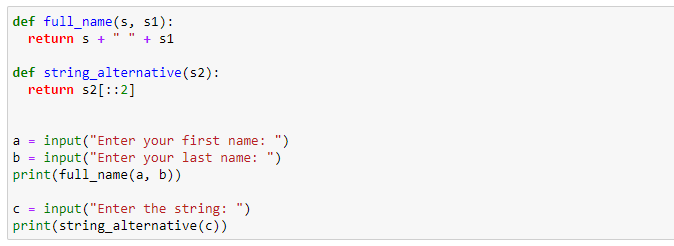 def full_name(s, s1):
  return s + " " + s1

def string_alternative(s2):
  return s2[::2]


a = input("Enter your first name: ")
b = input("Enter your last name: ")
print(full_name(a, b))

c = input("Enter the string: ")
print(string_alternative(c))